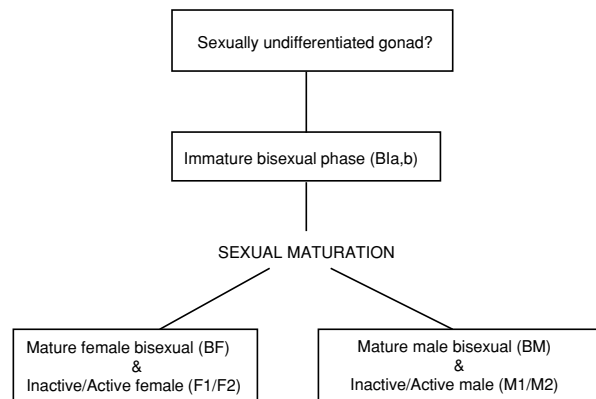 Sexually undifferentiated gonad?
Immature bisexual phase (BIa,b)
SEXUAL MATURATION
Mature female bisexual (BF)
&
Inactive/Active female (F1/F2)
Mature male bisexual (BM)
&
Inactive/Active male (M1/M2)